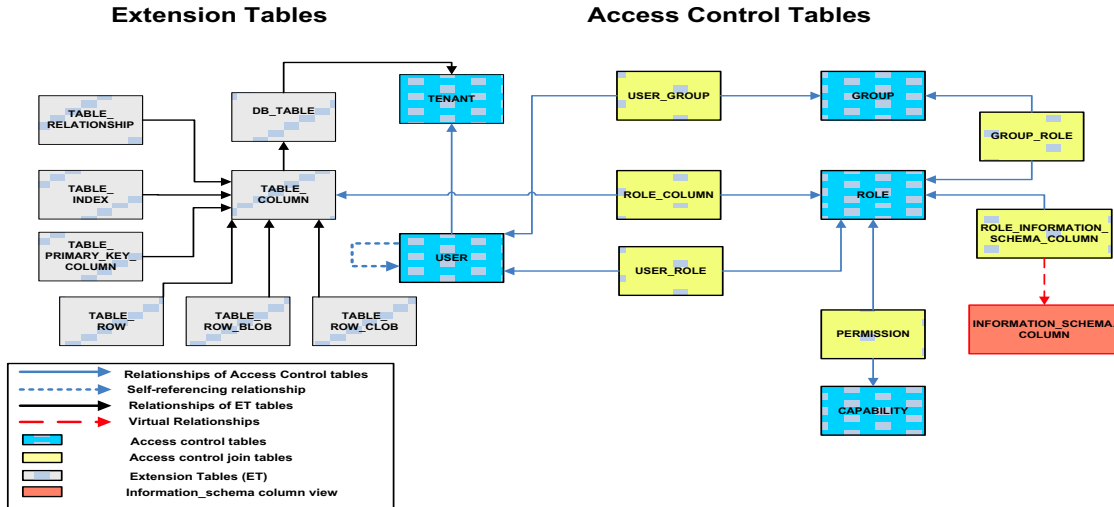 Extension Tables
Access Control Tables
TENANT
USER_GROUP
GROUP
TABLE_
RELATIONSHIP
DB_TABLE
GROUP_ROLE
TABLE_
INDEX
TABLE_
COLUMN
ROLE_COLUMN
ROLE
TABLE_
PRIMARY_KEY_
COLUMN
USER
USER_ROLE
ROLE_INFORMATION_
SCHEMA_COLUMN
TABLE_
ROW
TABLE_
ROW_BLOB
TABLE_
ROW_CLOB
PERMISSION
INFORMATION_SCHEMA.
COLUMN
CAPABILITY
Relationships of Access Control tables
Self-referencing relationship
Relationships of ET tables
Virtual Relationships
Access control tables
Access control join tables
Extension Tables (ET)
Information_schema column view